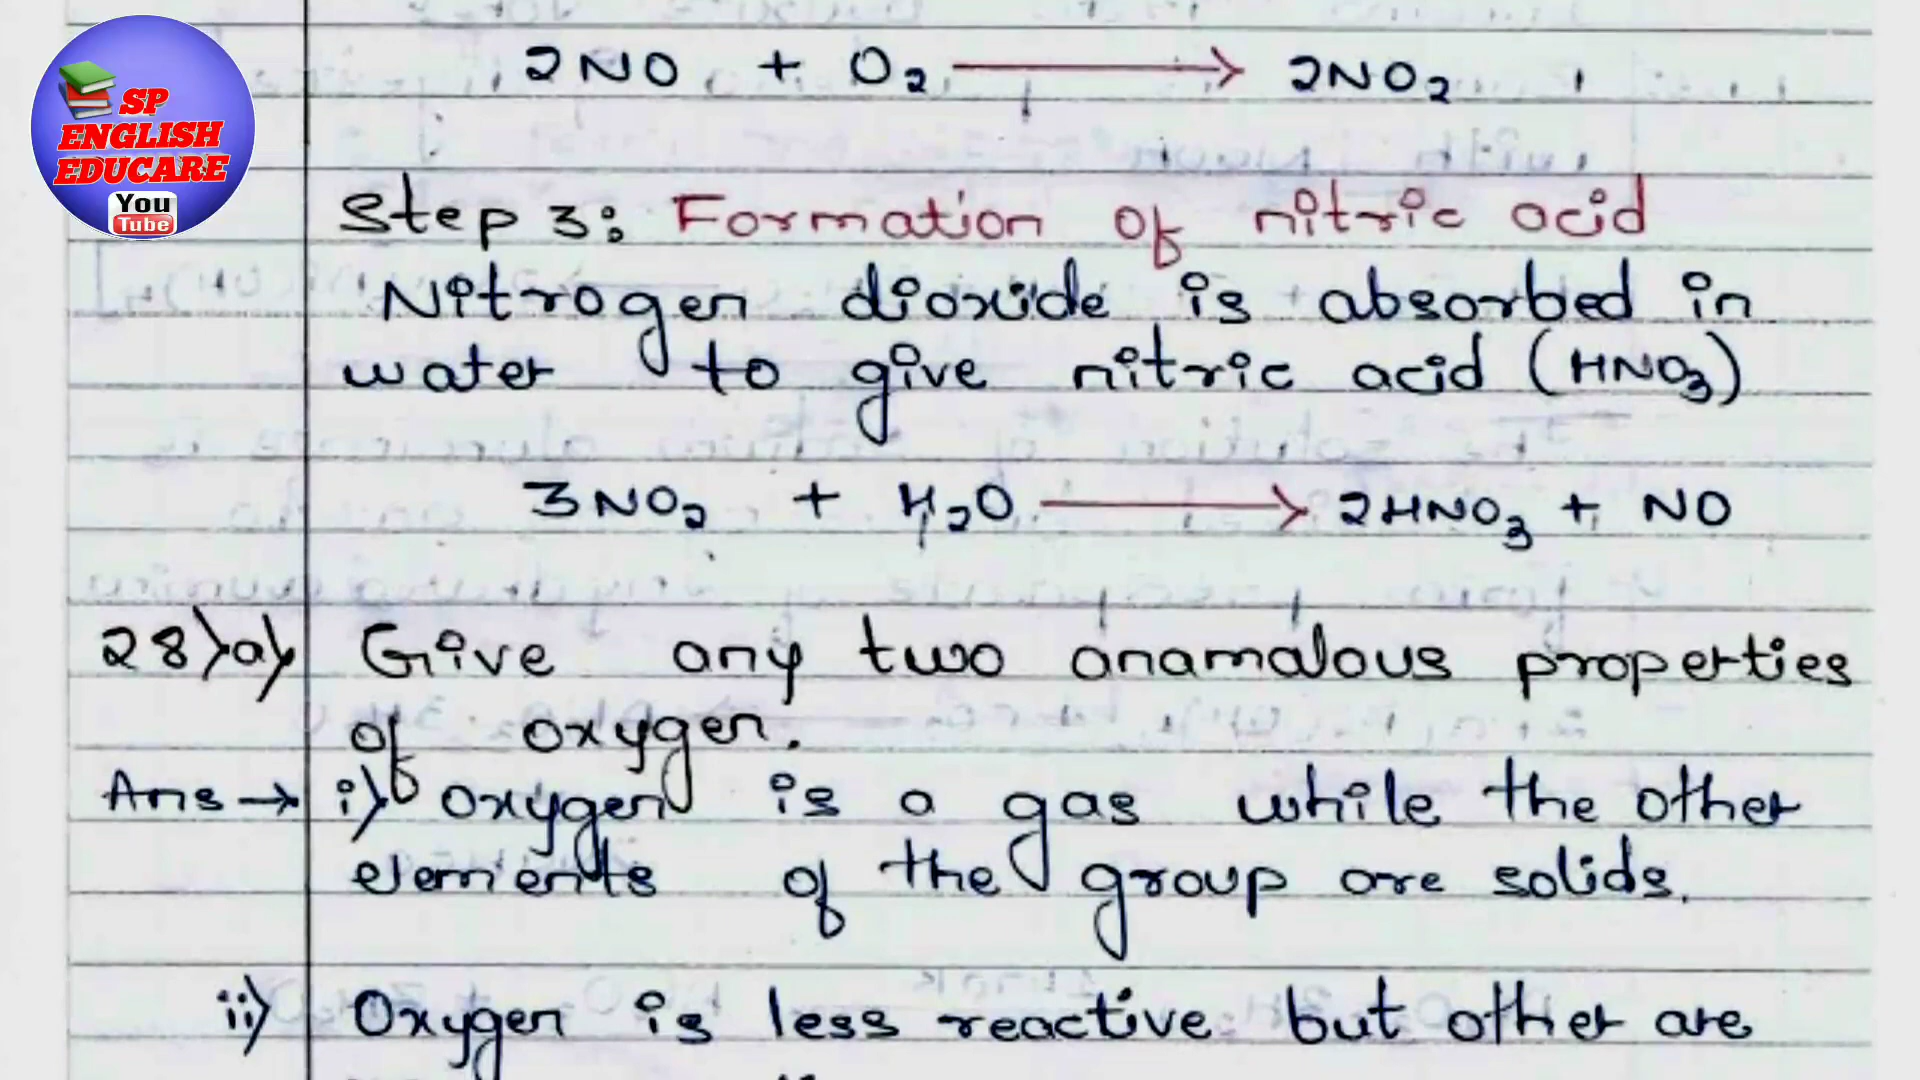 SP
ENGLISH
EDUCARE
You
Tube
2NO + O₂ ⟶ 2NO₂
Step 3: Formation of nitric acid
Nitrogen dioxide is absorbed in
water to give nitric acid (HNO₃)
3NO₂ + H₂O ⟶ 2HNO₃ + NO
28) a) Give any two anamalous properties
of oxygen.
Ans → i) Oxygen is a gas while the other
elements of the group are solids.
ii) Oxygen is less reactive but other are